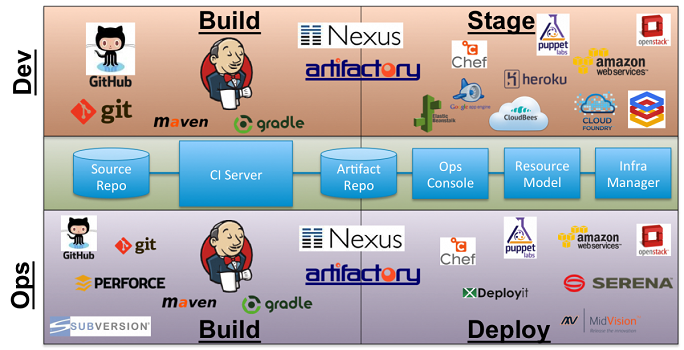 Dev
Build
Stage
GitHub
Nexus
artifactory
git
maven
gradle
Chef
puppet
labs
openstack
amazon
web services
heroku
Google app engine
Elastic
Beanstalk
CloudBees
CLOUD
FOUNDRY
Source
Repo
CI Server
Artifact
Repo
Ops
Console
Resource
Model
Infra
Manager
Ops
GitHub
git
Nexus
artifactory
PERFORCE
maven
gradle
SUBVERSION
Chef
puppet
labs
amazon
web services
openstack
Deployit
SERENA
MidVision
Build
Deploy